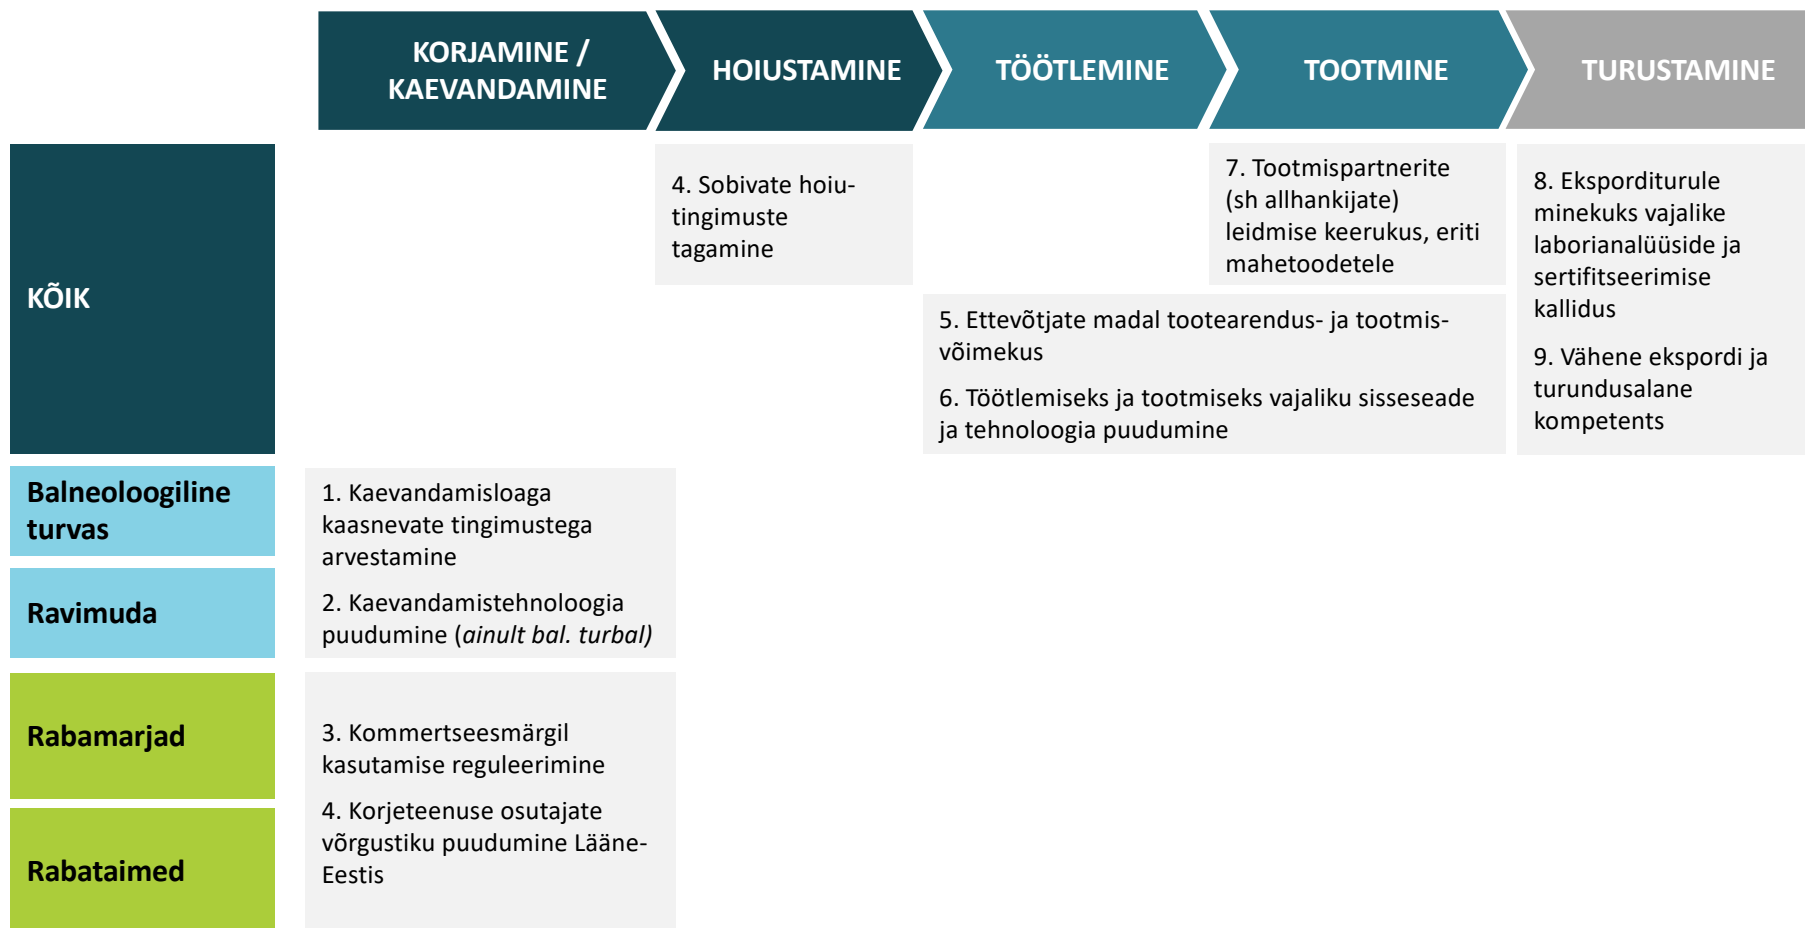 KORJAMINE /
KAEVANDAMINE
HOIUSTAMINE
TÖÖTLEMINE
TOOTMINE
TURUSTAMINE
KÕIK
4. Sobivate hoiu-
tingimuste
tagamine
7. Tootmispartnerite
(sh allhankijate)
leidmise keerukus, eriti
mahetoodetele
5. Ettevõtjate madal tootearendus- ja tootmis-
võimekus
6. Töötlemiseks ja tootmiseks vajaliku sisseseade
ja tehnoloogia puudumine
8. Eksporditurule
minekuks vajalike
laborianalüüside ja
sertifitseerimise
kallidus
9. Vähene ekspordi ja
turundusalane
kompetents
Balneoloogiline
turvas
Ravimuda
1. Kaevandamisloaga
kaasnevate tingimustega
arvestamine
2. Kaevandamistehnoloogia
puudumine (ainult bal. turbal)
Rabamarjad
Rabataimed
3. Kommertseesmärgil
kasutamise reguleerimine
4. Korjeteenuse osutajate
võrgustiku puudumine Lääne-
Eestis